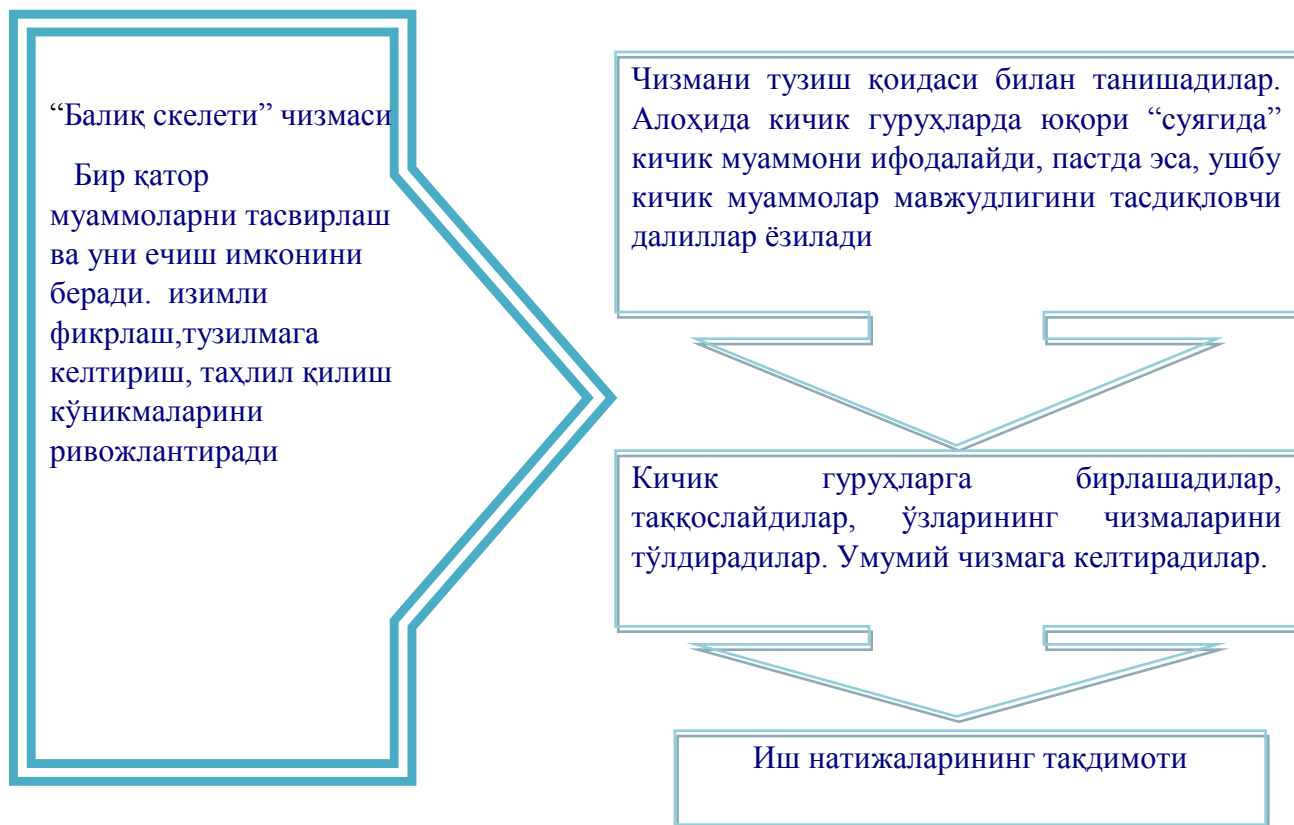 “Балиқ скелети” чизмаси
Бир қатор
муаммоларни тасвирлаш
ва уни ечиш имконини
беради. изимли
фикрлаш,тузилмага
келтириш, таҳлил қилиш
кўникмаларини
ривожлантиради
Чизмани тузиш қоидаси билан танишадилар.
Алоҳида кичик гуруҳларда юқори “суягида”
кичик муаммони ифодалайди, пастда эса, ушбу
кичик муаммолар мавжудлигини тасдиқловчи
далиллар ёзилади
Кичик гуруҳларга бирлашадилар,
таққослайдилар, ўзларининг чизмаларини
тўлдирадилар. Умумий чизмага келтирадилар.
Иш натижаларининг тақдимоти